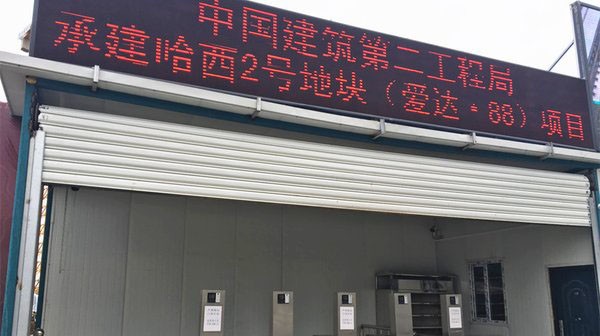 中国建筑第二工程局
承建哈西2号地块（爱达·88）项目